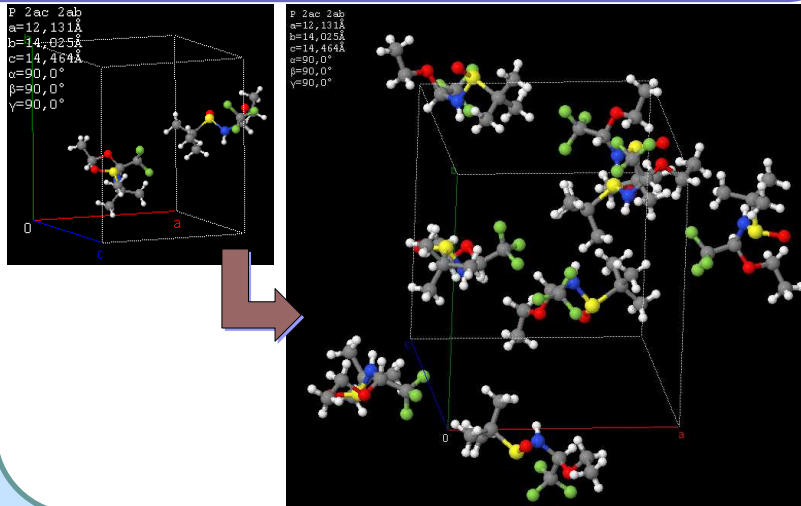 P 2ac 2ab
a=12,131Å
b=14,025Å
c=14,464Å
α=90,0°
β=90,0°
γ=90,0°
b
0
a
c
P 2ac 2ab
a=12,131Å
b=14,025Å
c=14,464Å
α=90,0°
β=90,0°
γ=90,0°
b
c
0
a